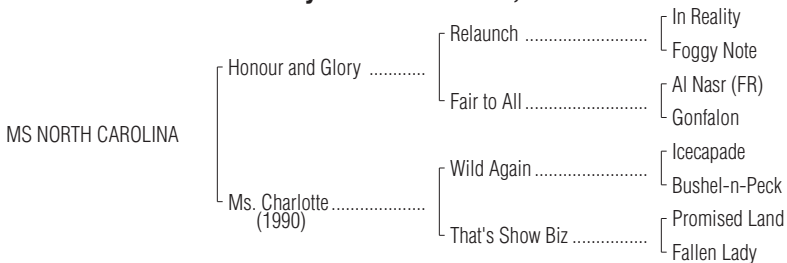 In Reality
Relaunch ............................
Foggy Note
Honour and Glory ............
Al Nasr (FR)
Fair to All ............................
Gonfalon
MS NORTH CAROLINA
Icecapade
Wild Again ..........................
Bushel-n-Peck
Ms. Charlotte .....................
(1990)
Promised Land
That's Show Biz .................
Fallen Lady